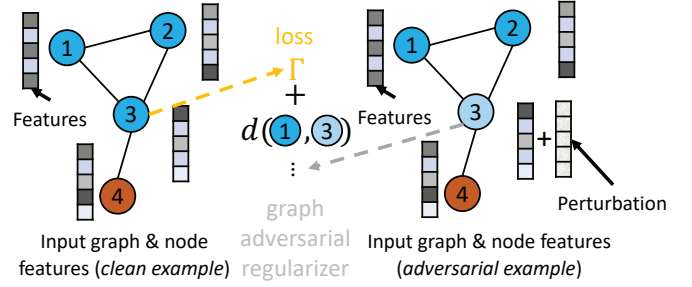 1
2
3
4
Features
Input graph & node
features (clean example)
loss
Γ
+
d(1,3)
⋮
graph
adversarial
regularizer
1
2
3
4
Features
+
Perturbation
Input graph & node features
(adversarial example)